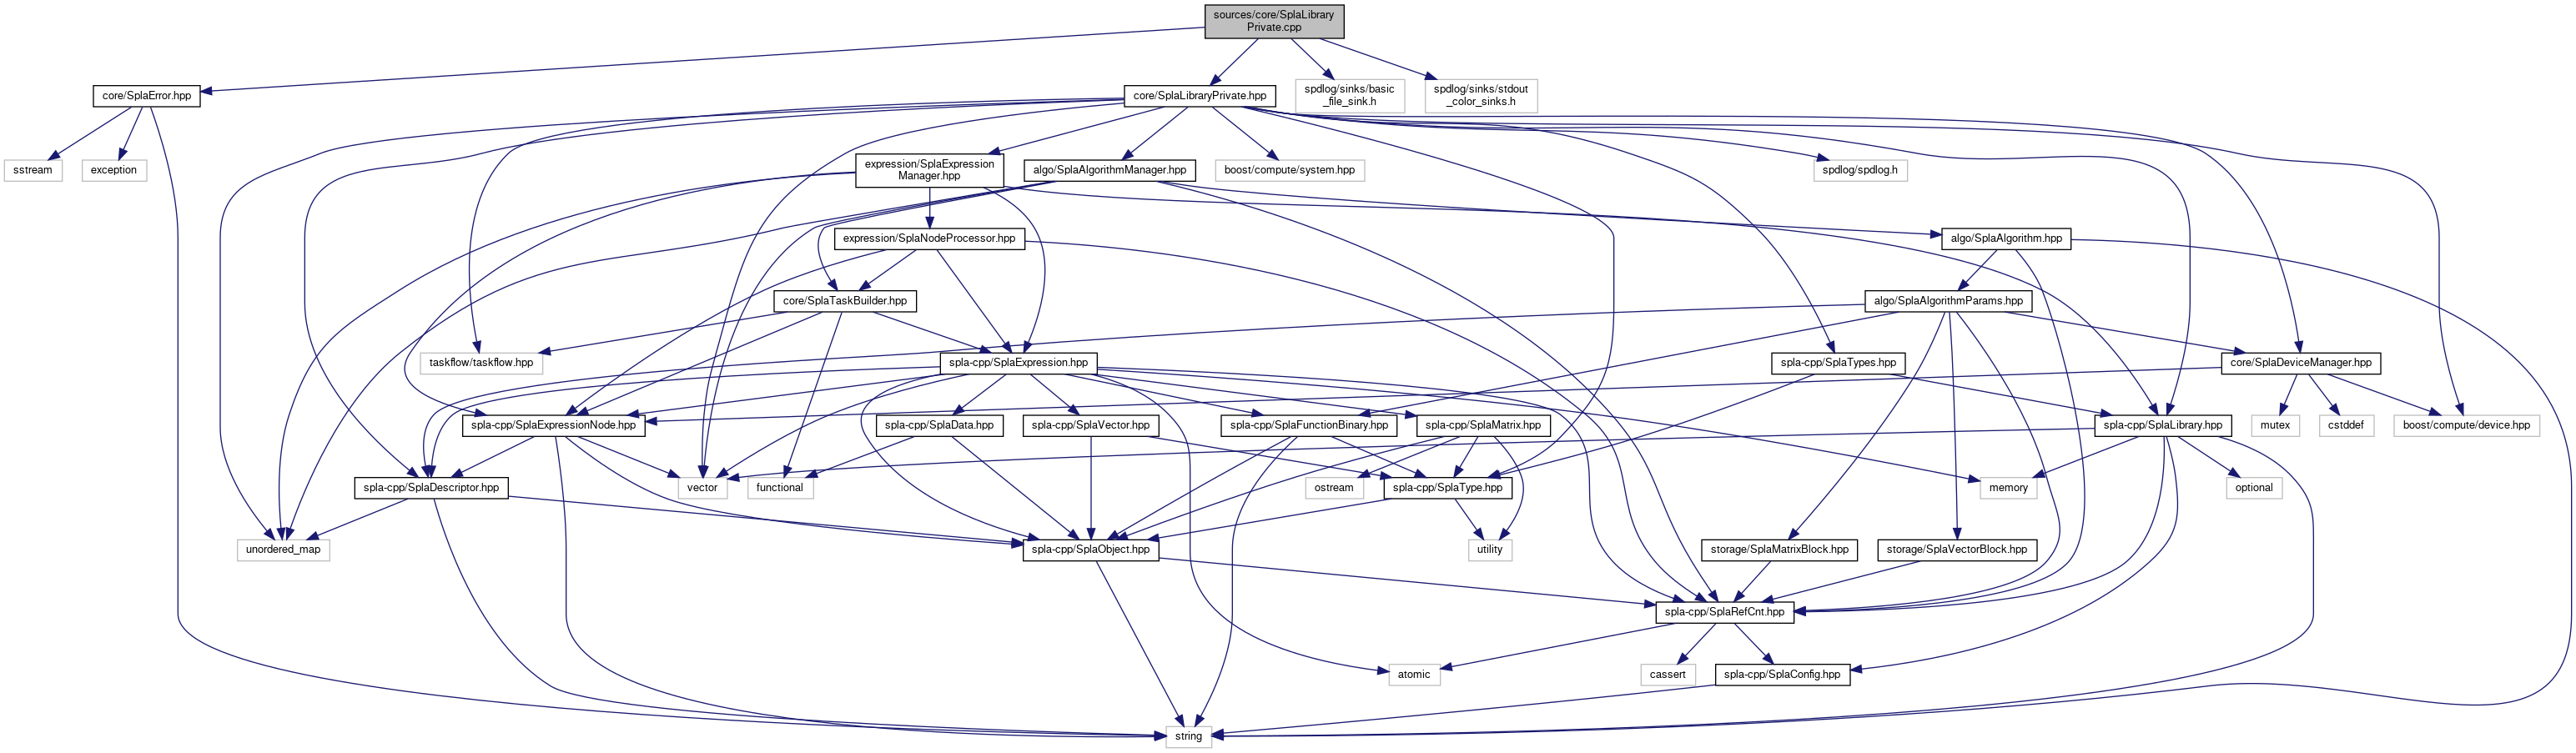 sources/core/SplaLibrary
Private.cpp
core/SplaError.hpp
core/SplaLibraryPrivate.hpp
spdlog/sinks/basic
_file_sink.h
spdlog/sinks/stdout
_color_sinks.h
sstream
exception
expression/SplaExpression
Manager.hpp
algo/SplaAlgorithmManager.hpp
boost/compute/system.hpp
spdlog/spdlog.h
expression/SplaNodeProcessor.hpp
algo/SplaAlgorithm.hpp
core/SplaTaskBuilder.hpp
algo/SplaAlgorithmParams.hpp
taskflow/taskflow.hpp
spla-cpp/SplaExpression.hpp
spla-cpp/SplaTypes.hpp
core/SplaDeviceManager.hpp
spla-cpp/SplaExpressionNode.hpp
spla-cpp/SplaData.hpp
spla-cpp/SplaVector.hpp
spla-cpp/SplaFunctionBinary.hpp
spla-cpp/SplaMatrix.hpp
spla-cpp/SplaLibrary.hpp
mutex
cstddef
boost/compute/device.hpp
spla-cpp/SplaDescriptor.hpp
vector
functional
ostream
spla-cpp/SplaType.hpp
memory
optional
unordered_map
spla-cpp/SplaObject.hpp
utility
storage/SplaMatrixBlock.hpp
storage/SplaVectorBlock.hpp
spla-cpp/SplaRefCnt.hpp
atomic
cassert
spla-cpp/SplaConfig.hpp
string